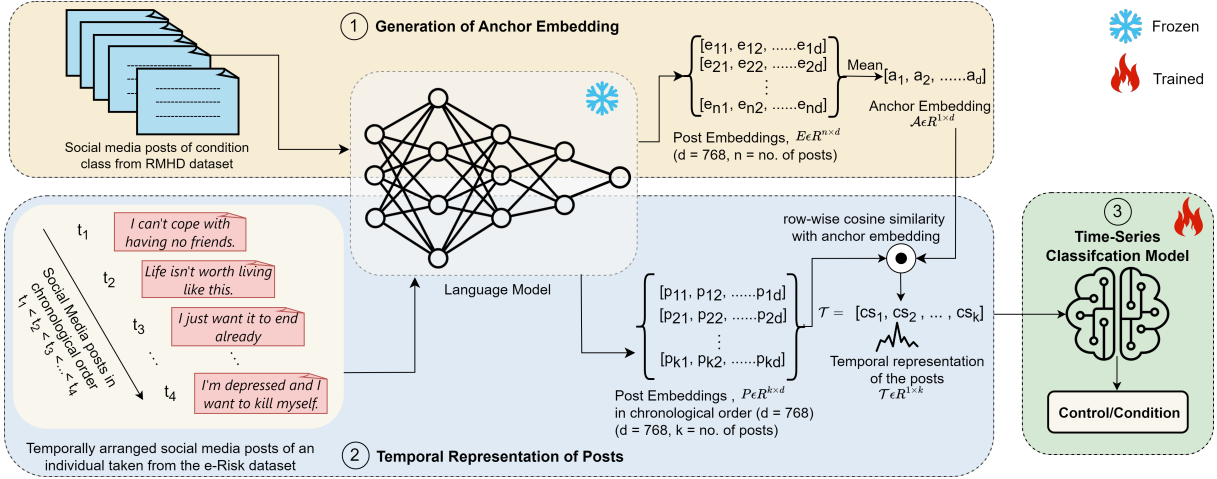 1 Generation of Anchor Embedding
Social media posts of condition
class from RMHD dataset
[e11, e12, ......e1d]
[e21, e22, ......e2d]
⋮
[en1, en2, ......end]
Post Embeddings, EϵR^n×d
(d = 768, n = no. of posts)
Mean
[a1, a2, ......ad]
Anchor Embedding
𝒜ϵR^1×d
Frozen
Trained
t1
I can't cope with
having no friends.
t2
Life isn't worth living
like this.
t3
I just want it to end
already
t4
I'm depressed and I
want to kill myself.
Social Media posts in
chronological order
t1 < t2 < t3 <...< t4
Temporally arranged social media posts of an
individual taken from the e-Risk dataset
Language Model
[p11, p12, ......p1d]
[p21, p22, ......p2d]
⋮
[pk1, pk2, ......pkd]
Post Embeddings , PϵR^k×d
in chronological order (d = 768)
(d = 768, k = no. of posts)
row-wise cosine similarity
with anchor embedding
𝒯 = [cs1, cs2, ... , csk]
Temporal representation
of the posts
𝒯ϵR^1×k
2 Temporal Representation of Posts
3
Time-Series
Classifcation Model
Control/Condition